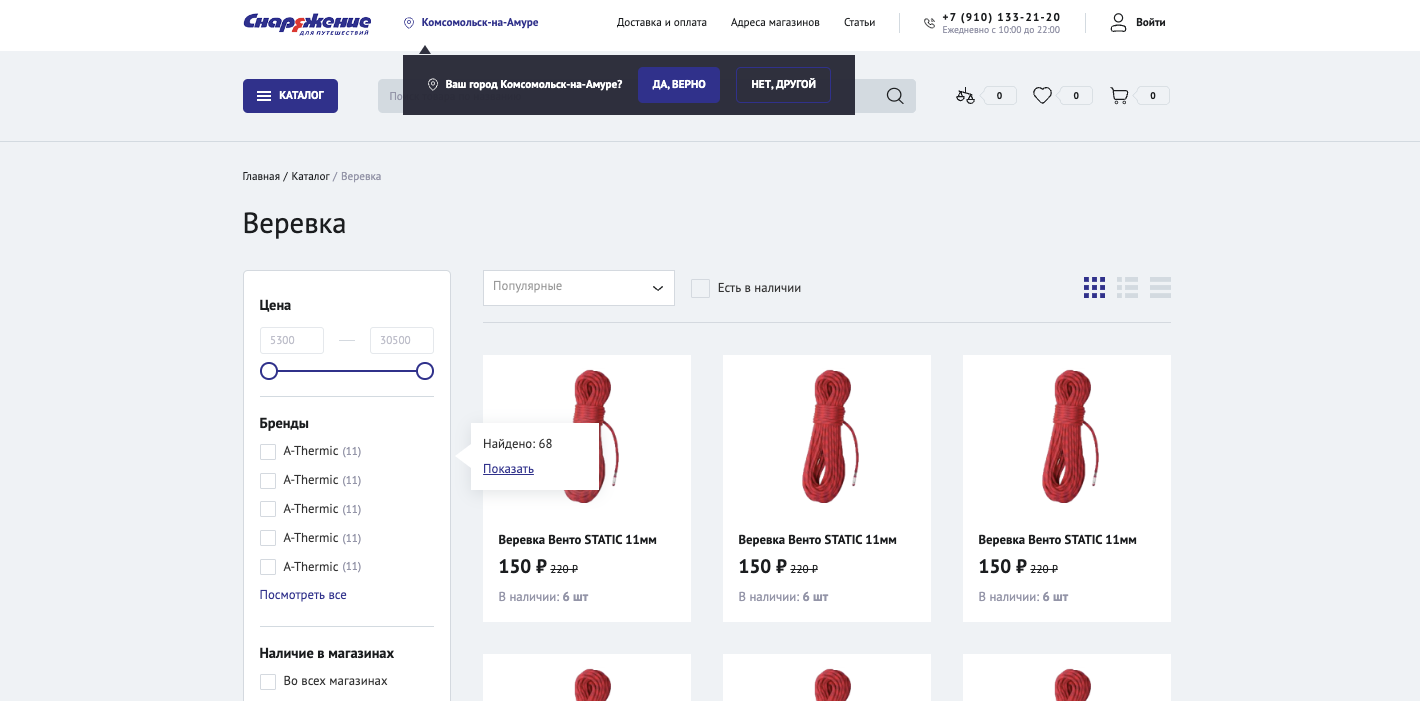 Снаряжение
ДЛЯ ПУТЕШЕСТВИЙ
Комсомольск-на-Амуре
Доставка и оплата
Адреса магазинов
Статьи
+7 (910) 133-21-20
Ежедневно с 10:00 до 22:00
Войти
Ваш город Комсомольск-на-Амуре?
ДА, ВЕРНО
НЕТ, ДРУГОЙ
КАТАЛОГ
По
0
0
0
Главная / Каталог / Веревка
Веревка
Цена
5300
30500
Бренды
A-Thermic (11)
A-Thermic (11)
A-Thermic (11)
A-Thermic (11)
A-Thermic (11)
Посмотреть все
Наличие в магазинах
Во всех магазинах
Популярные
Есть в наличии
Найдено: 68
Показать
Веревка Венто STATIC 11мм
150 ₽ 220 ₽
В наличии: 6 шт
Веревка Венто STATIC 11мм
150 ₽ 220 ₽
В наличии: 6 шт
Веревка Венто STATIC 11мм
150 ₽ 220 ₽
В наличии: 6 шт